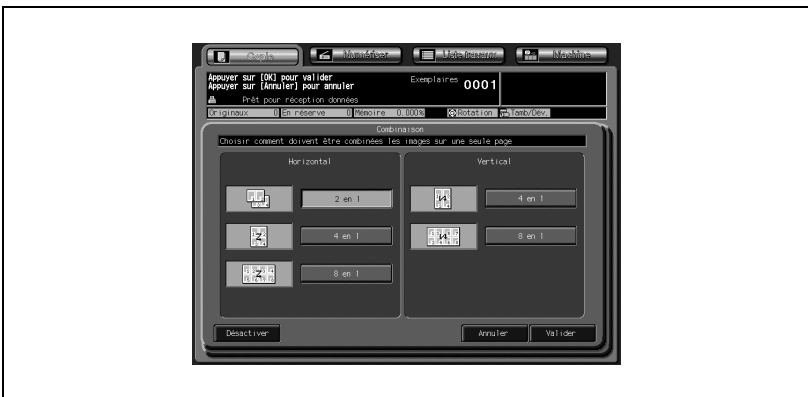 Copie Numériser Liste travaux Machine
Appuyer sur [OK] pour valider
Appuyer sur [Annuler] pour annuler
Exemplaires 0001
Prêt pour réception données
Originaux 0 En réserve 0 Mémoire 0.000% Rotation Tamb/Dév.
Combinaison
Choisir comment doivent être combinées les images sur une seule page
Horizontal Vertical
2 en 1 4 en 1
4 en 1 8 en 1
8 en 1
Désactiver Annuler Valider